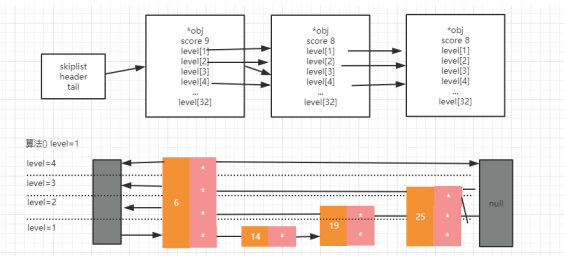 skiplist
header
tail
*obj
score 9
level[1]
level[2]
level[3]
level[4]
...
level[32]
*obj
score 8
level[1]
level[2]
level[3]
level[4]
...
level[32]
*obj
score 8
level[1]
level[2]
level[3]
level[4]
...
level[32]
算法() level=1
level=4
level=3
level=2
level=1
6
*
*
*
*
14
*
19
*
*
25
*
*
*
null